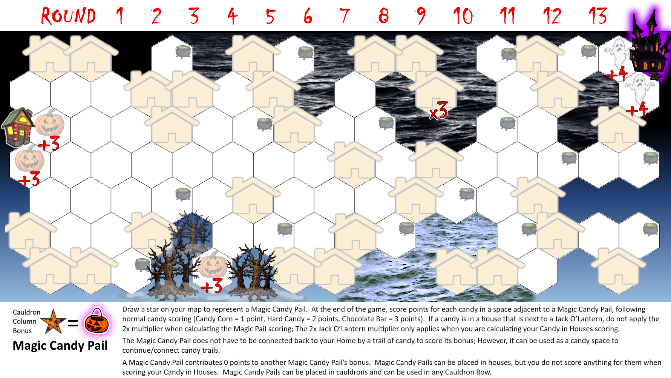 ROUND 1 2 3 4 5 6 7 8 9 10 11 12 13
+4
+4
x3
+3
+3
+3
Cauldron
Column
Bonus
=
Magic Candy Pail
Draw a star on your map to represent a Magic Candy Pail. At the end of the game, score points for each candy in a space adjacent to a Magic Candy Pail, following
normal candy scoring (Candy Corn = 1 point, Hard Candy = 2 points, Chocolate Bar = 3 points). If a candy is in a house that is next to a Jack O'Lantern, do not apply the
2x multiplier when calculating the Magic Pail scoring; The 2x Jack O'Lantern multiplier only applies when you are calculating your Candy in Houses scoring.
The Magic Candy Pail does not have to be connected back to your Home by a trail of candy to score its bonus; However, it can be used as a candy space to
continue/connect candy trails.
A Magic Candy Pail contributes 0 points to another Magic Candy Pail's bonus. Magic Candy Pails can be placed in houses, but you do not score anything for them when
scoring your Candy in Houses. Magic Candy Pails can be placed in cauldrons and can be used in any Cauldron Row.